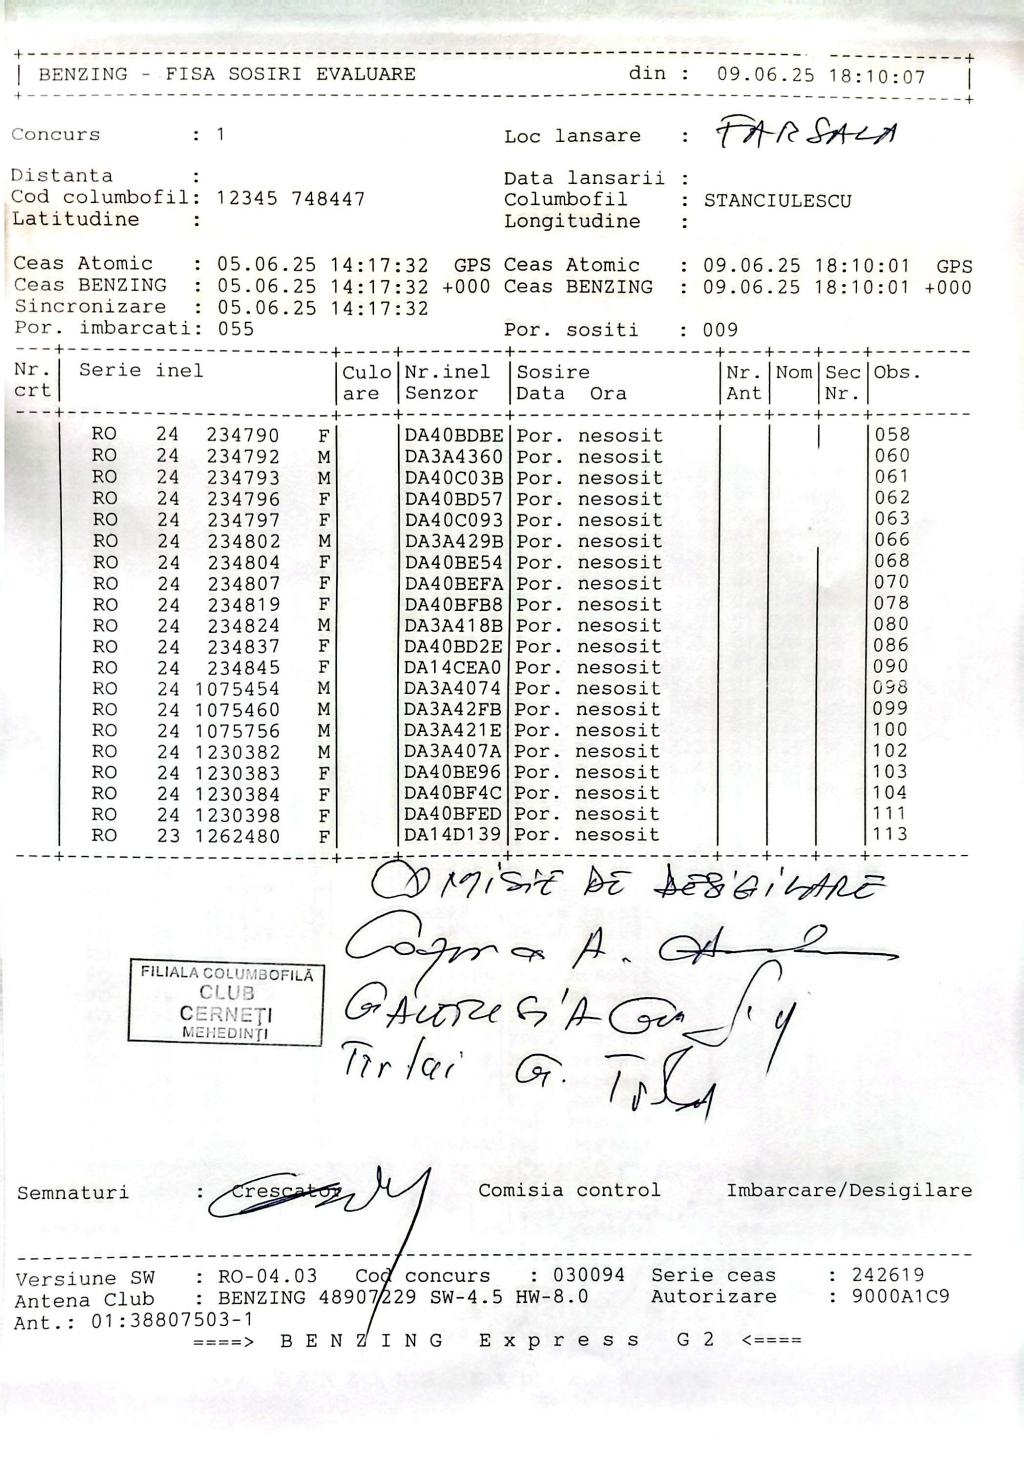 BENZING - FISA SOSIRI EVALUARE din : 09.06.25 18:10:07
Concurs : 1 Loc lansare : FARSALA
Distanta : Data lansarii :
Cod columbofil: 12345 748447 Columbofil : STANCIULESCU
Latitudine : Longitudine :
Ceas Atomic : 05.06.25 14:17:32 GPS Ceas Atomic : 09.06.25 18:10:01 GPS
Ceas BENZING : 05.06.25 14:17:32 +000 Ceas BENZING : 09.06.25 18:10:01 +000
Sincronizare : 05.06.25 14:17:32
Por. imbarcati: 055 Por. sositi : 009
Nr. Serie inel Culo Nr.inel Sosire Nr. Nom Sec Obs.
crt are Senzor Data Ora Ant Nr.
RO 24 234790 F DA40BDBE Por. nesosit 058
RO 24 234792 M DA3A4360 Por. nesosit 060
RO 24 234793 M DA40C03B Por. nesosit 061
RO 24 234796 F DA40BD57 Por. nesosit 062
RO 24 234797 F DA40C093 Por. nesosit 063
RO 24 234802 M DA3A429B Por. nesosit 066
RO 24 234804 F DA40BE54 Por. nesosit 068
RO 24 234807 F DA40BEFA Por. nesosit 070
RO 24 234819 F DA40BFB8 Por. nesosit 078
RO 24 234824 M DA3A418B Por. nesosit 080
RO 24 234837 F DA40BD2E Por. nesosit 086
RO 24 234845 F DA14CEA0 Por. nesosit 090
RO 24 1075454 M DA3A4074 Por. nesosit 098
RO 24 1075460 M DA3A42FB Por. nesosit 099
RO 24 1075756 M DA3A421E Por. nesosit 100
RO 24 1230382 M DA3A407A Por. nesosit 102
RO 24 1230383 F DA40BE96 Por. nesosit 103
RO 24 1230384 F DA40BF4C Por. nesosit 104
RO 24 1230398 F DA40BFED Por. nesosit 111
RO 23 1262480 F DA14D139 Por. nesosit 113
COMISIE DE DESIGILARE
A.
FILIALA COLUMBOFILĂ
CLUB
CERNEȚI
MEHEDINȚI
G.
Semnaturi : Crescator Comisia control Imbarcare/Desigilare
Versiune SW : RO-04.03 Cod concurs : 030094 Serie ceas : 242619
Antena Club : BENZING 48907229 SW-4.5 HW-8.0 Autorizare : 9000A1C9
Ant.: 01:38807503-1
====> B E N Z I N G E x p r e s s G 2 <====